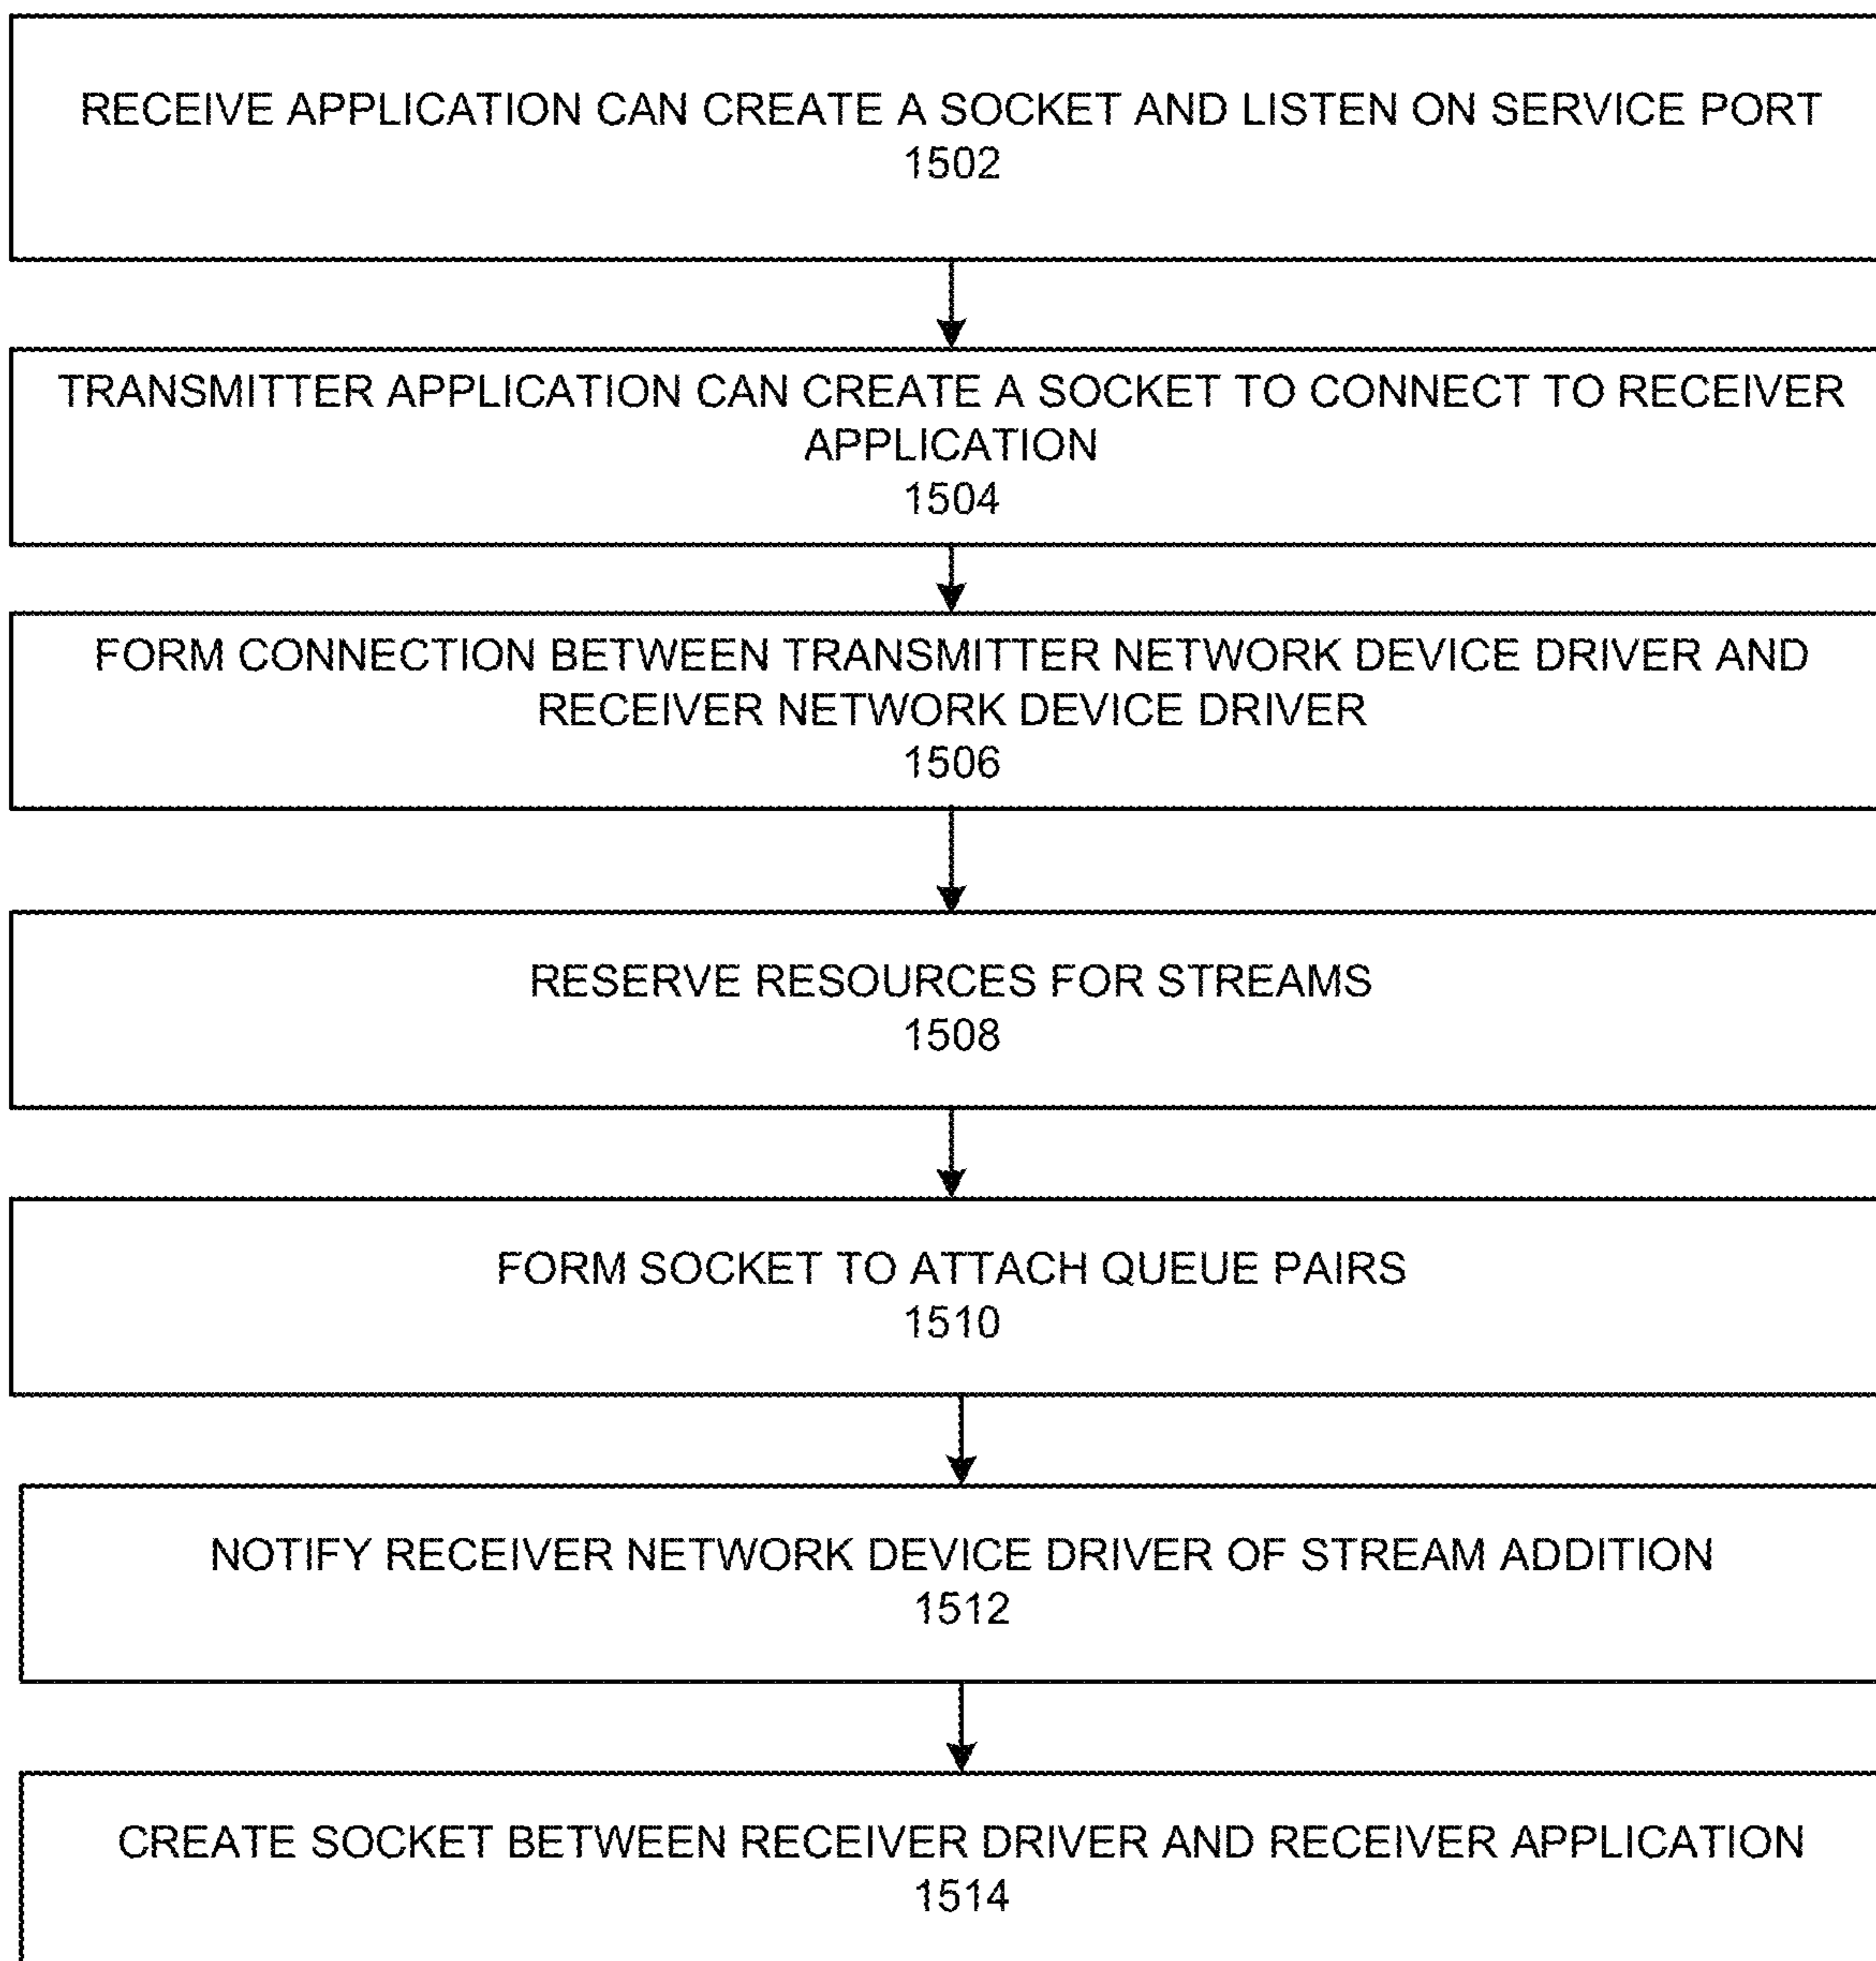 RECEIVE APPLICATION CAN CREATE A SOCKET AND LISTEN ON SERVICE PORT
1502
TRANSMITTER APPLICATION CAN CREATE A SOCKET TO CONNECT TO RECEIVER
APPLICATION
1504
FORM CONNECTION BETWEEN TRANSMITTER NETWORK DEVICE DRIVER AND
RECEIVER NETWORK DEVICE DRIVER
1506
RESERVE RESOURCES FOR STREAMS
1508
FORM SOCKET TO ATTACH QUEUE PAIRS
1510
NOTIFY RECEIVER NETWORK DEVICE DRIVER OF STREAM ADDITION
1512
CREATE SOCKET BETWEEN RECEIVER DRIVER AND RECEIVER APPLICATION
1514